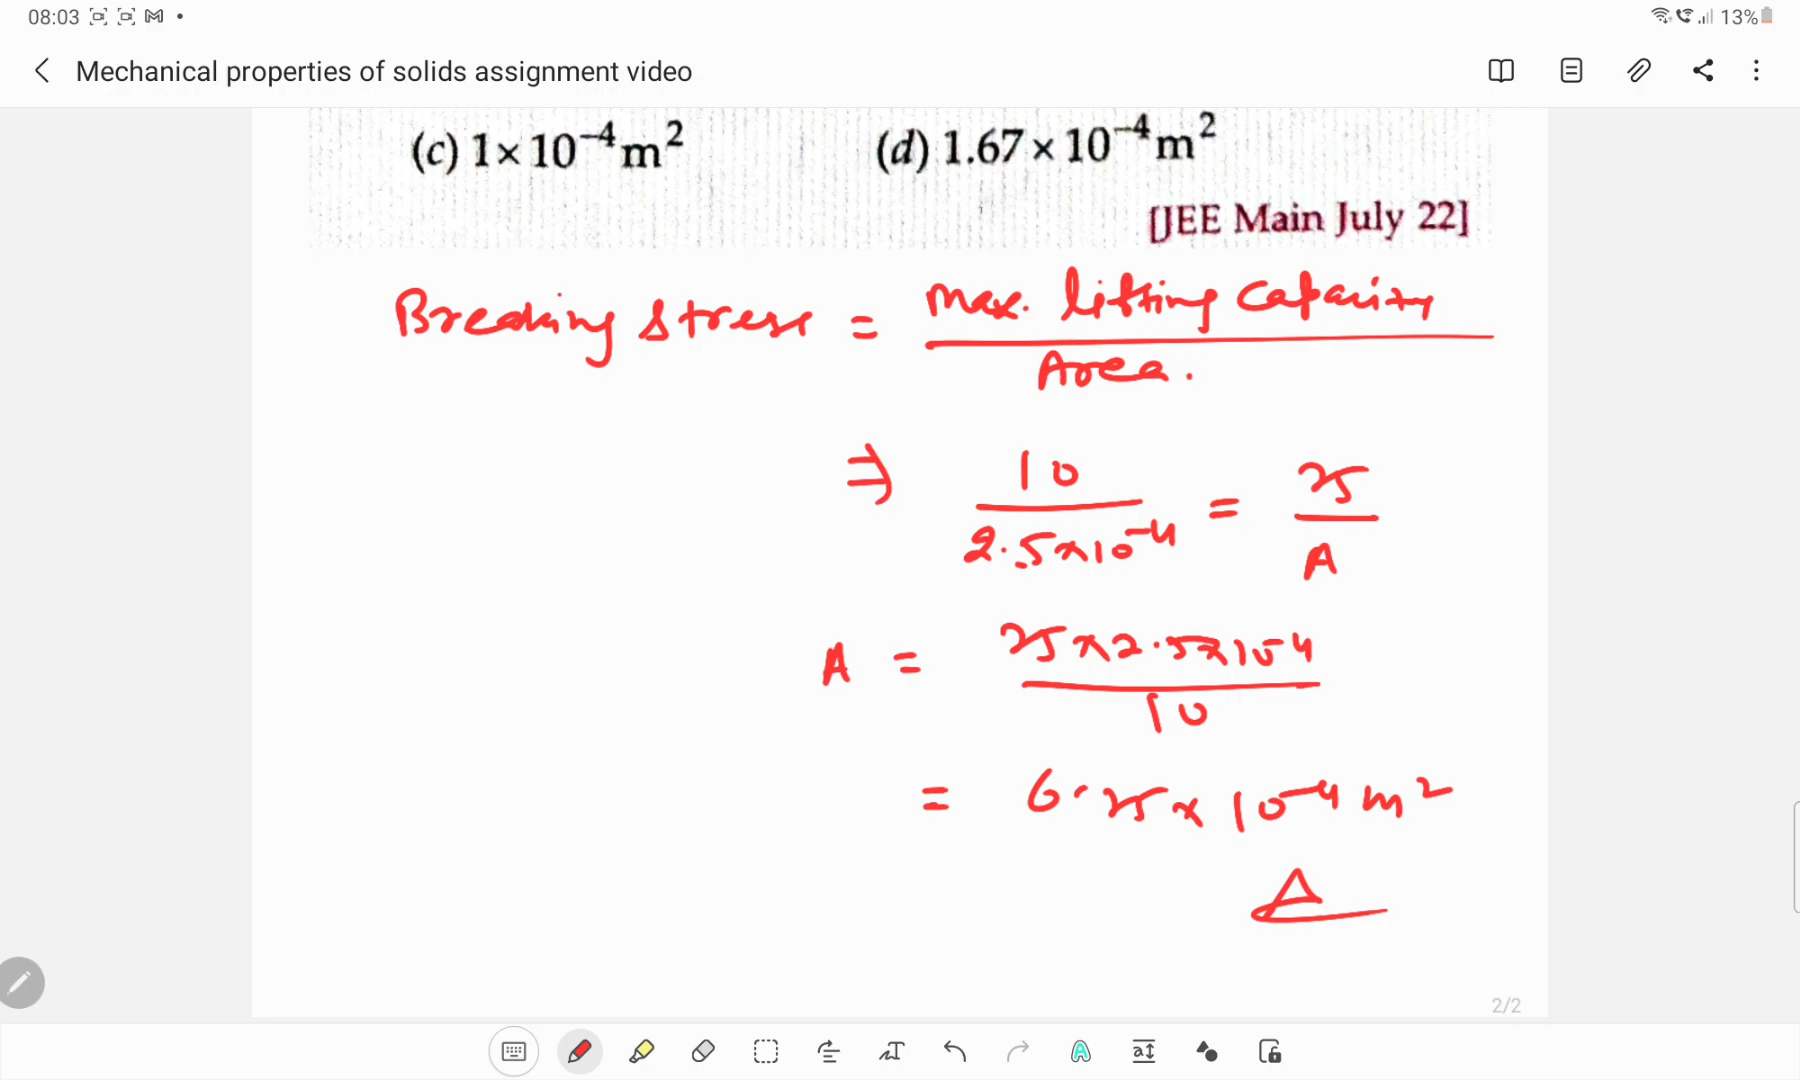 08:03
13%
Mechanical properties of solids assignment video
(c) 1×10⁻⁴m² (d) 1.67×10⁻⁴m²
[JEE Main July 22]
Breaking stress = max. lifting capacity / Area.
⇒ 10 / 2.5×10⁻⁴ = 25 / A
A = 25×2.5×10⁻⁴ / 10
= 6.25×10⁻⁴ m²
A
2/2